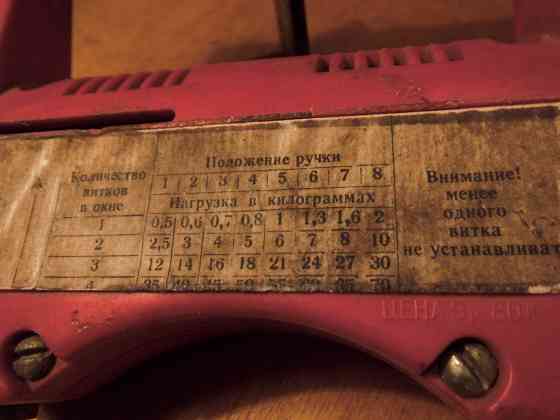 Положение ручки
Количество витков в окне 1 2 3 4 5 6 7 8
Нагрузка в килограммах
1 0,5 0,6 0,7 0,8 1 1,3 1,6 2
2 2,5 3 4 5 6 7 8 10
3 12 14 16 18 21 24 27 30
Внимание!
менее
одного
витка
не устанавливат
ЦЕНА